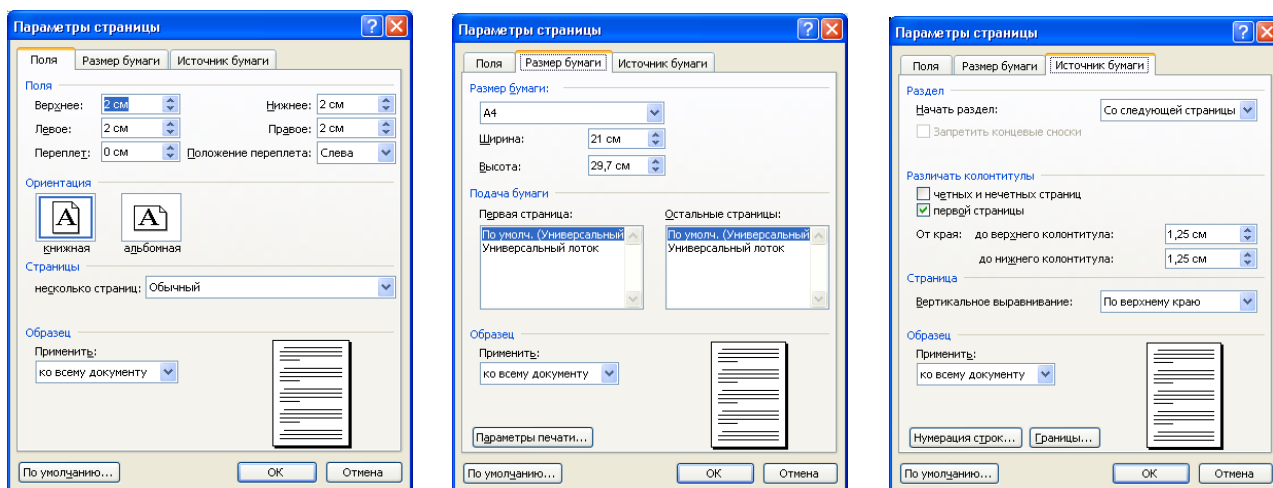 Параметры страницы
Поля Размер бумаги Источник бумаги
Поля
Верхнее: 2 см Нижнее: 2 см
Левое: 2 см Правое: 2 см
Переплет: 0 см Положение переплета: Слева
Ориентация
A A
книжная альбомная
Страницы
несколько страниц: Обычный
Образец
Применить:
ко всему документу
По умолчанию... ОК Отмена
Параметры страницы
Поля Размер бумаги Источник бумаги
Размер бумаги:
A4
Ширина: 21 см
Высота: 29,7 см
Подача бумаги
Первая страница: Остальные страницы:
По умолч. (Универсальный По умолч. (Универсальный
Универсальный лоток Универсальный лоток
Образец
Применить:
ко всему документу
Параметры печати...
По умолчанию... ОК Отмена
Параметры страницы
Поля Размер бумаги Источник бумаги
Раздел
Начать раздел: Со следующей страницы
Запретить концевые сноски
Различать колонтитулы
четных и нечетных страниц
первой страницы
От края: до верхнего колонтитула: 1,25 см
до нижнего колонтитула: 1,25 см
Страница
Вертикальное выравнивание: По верхнему краю
Образец
Применить:
ко всему документу
Нумерация строк... Границы...
По умолчанию... ОК Отмена